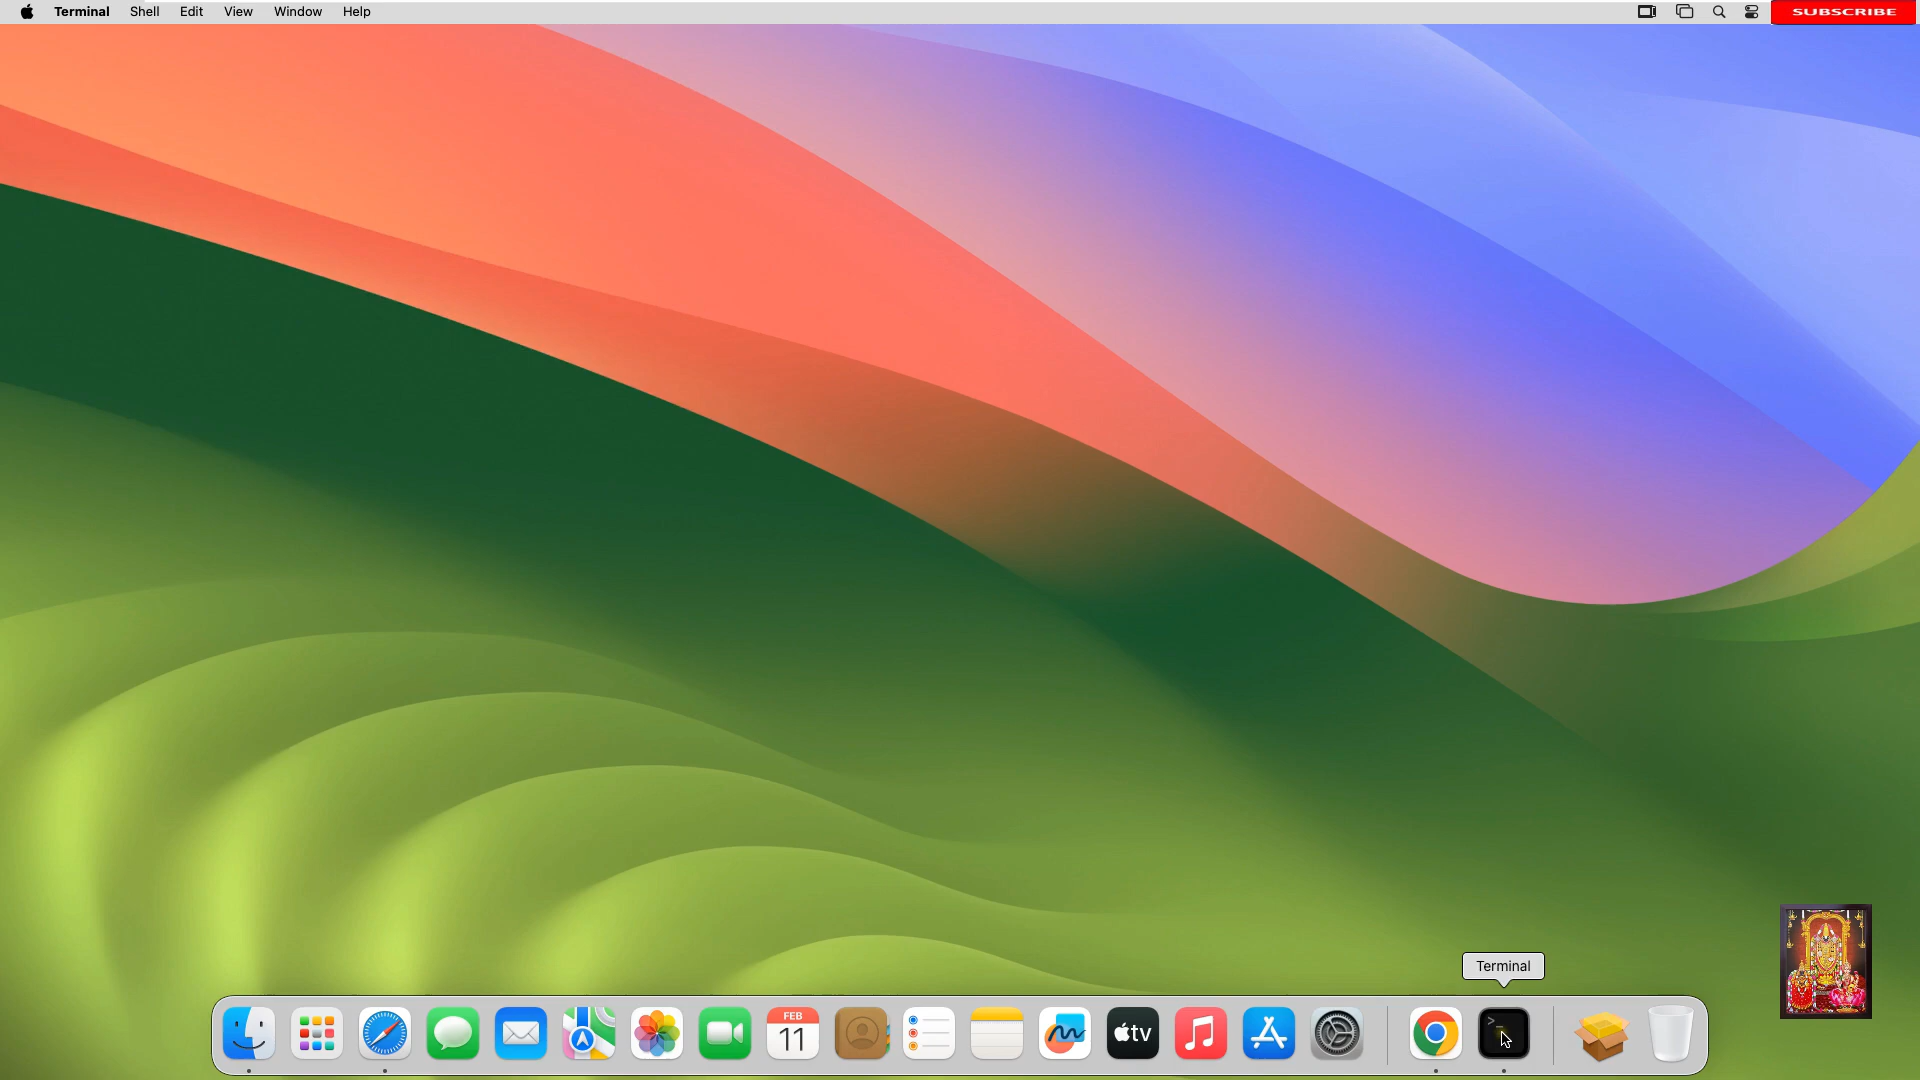 Terminal Shell Edit View Window Help
SUBSCRIBE
Terminal
FEB
11
tv